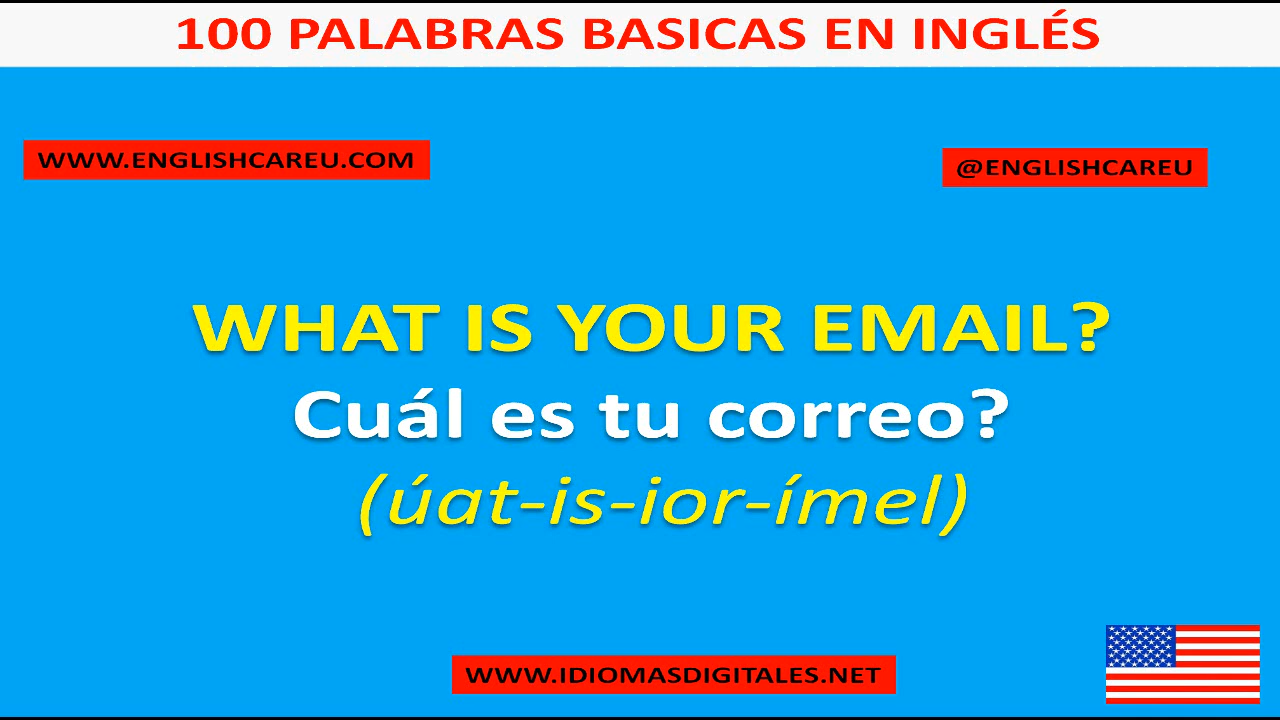 100 PALABRAS BASICAS EN INGLÉS
WWW.ENGLISHCAREU.COM
@ENGLISHCAREU
WHAT IS YOUR EMAIL?
Cuál es tu correo?
(úat-is-ior-ímel)
WWW.IDIOMASDIGITALES.NET